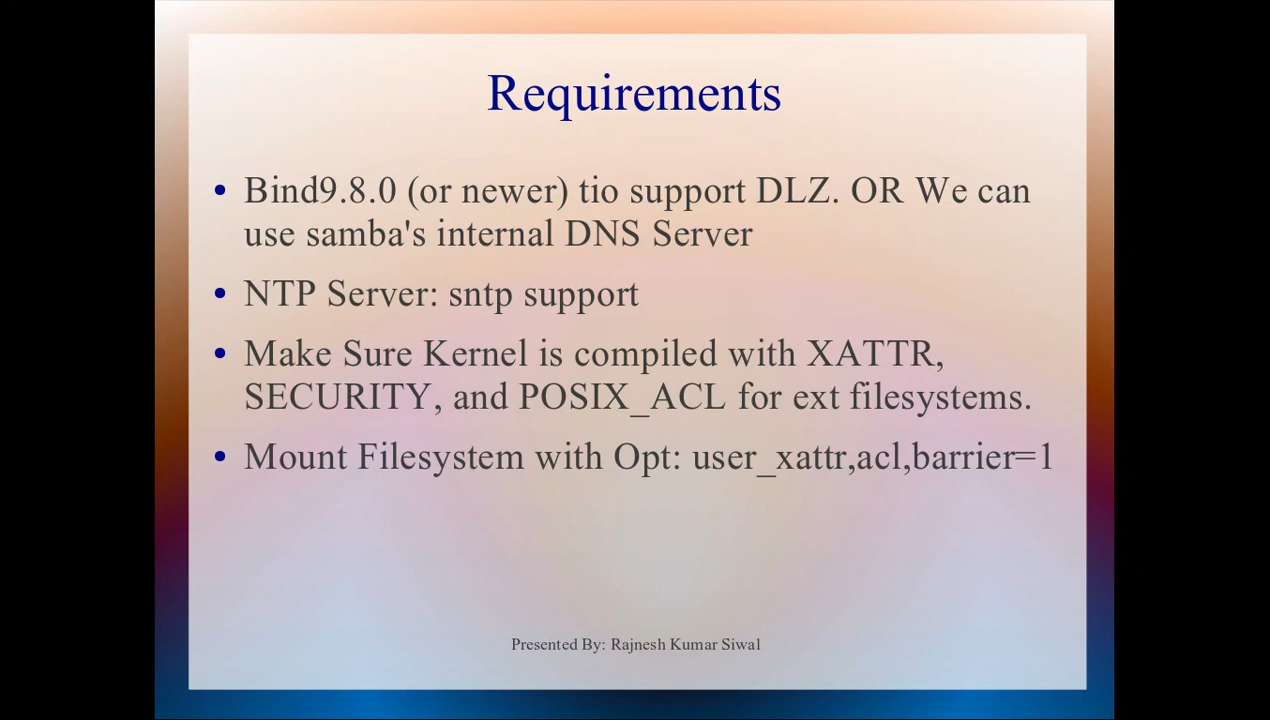 Requirements
• Bind9.8.0 (or newer) tio support DLZ. OR We can
use samba's internal DNS Server
• NTP Server: sntp support
• Make Sure Kernel is compiled with XATTR,
SECURITY, and POSIX_ACL for ext filesystems.
• Mount Filesystem with Opt: user_xattr,acl,barrier=1
Presented By: Rajnesh Kumar Siwal